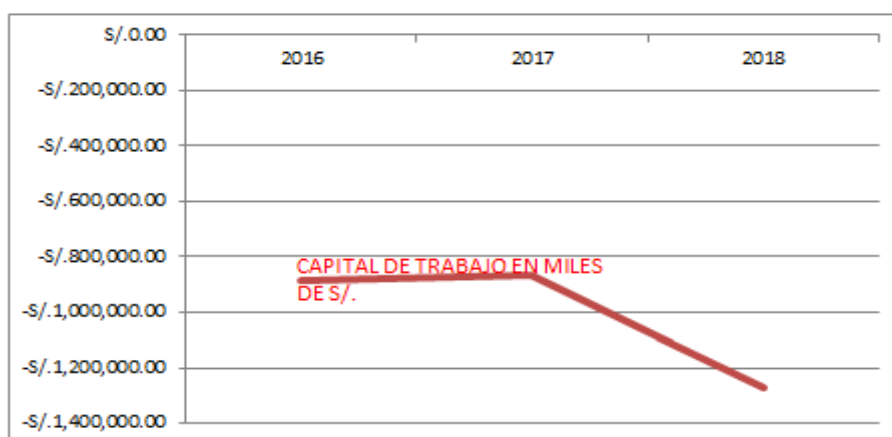 S/.0.00
2016 2017 2018
-S/.200,000.00
-S/.400,000.00
-S/.600,000.00
-S/.800,000.00
CAPITAL DE TRABAJO EN MILES
DE S/.
-S/.1,000,000.00
-S/.1,200,000.00
-S/.1,400,000.00